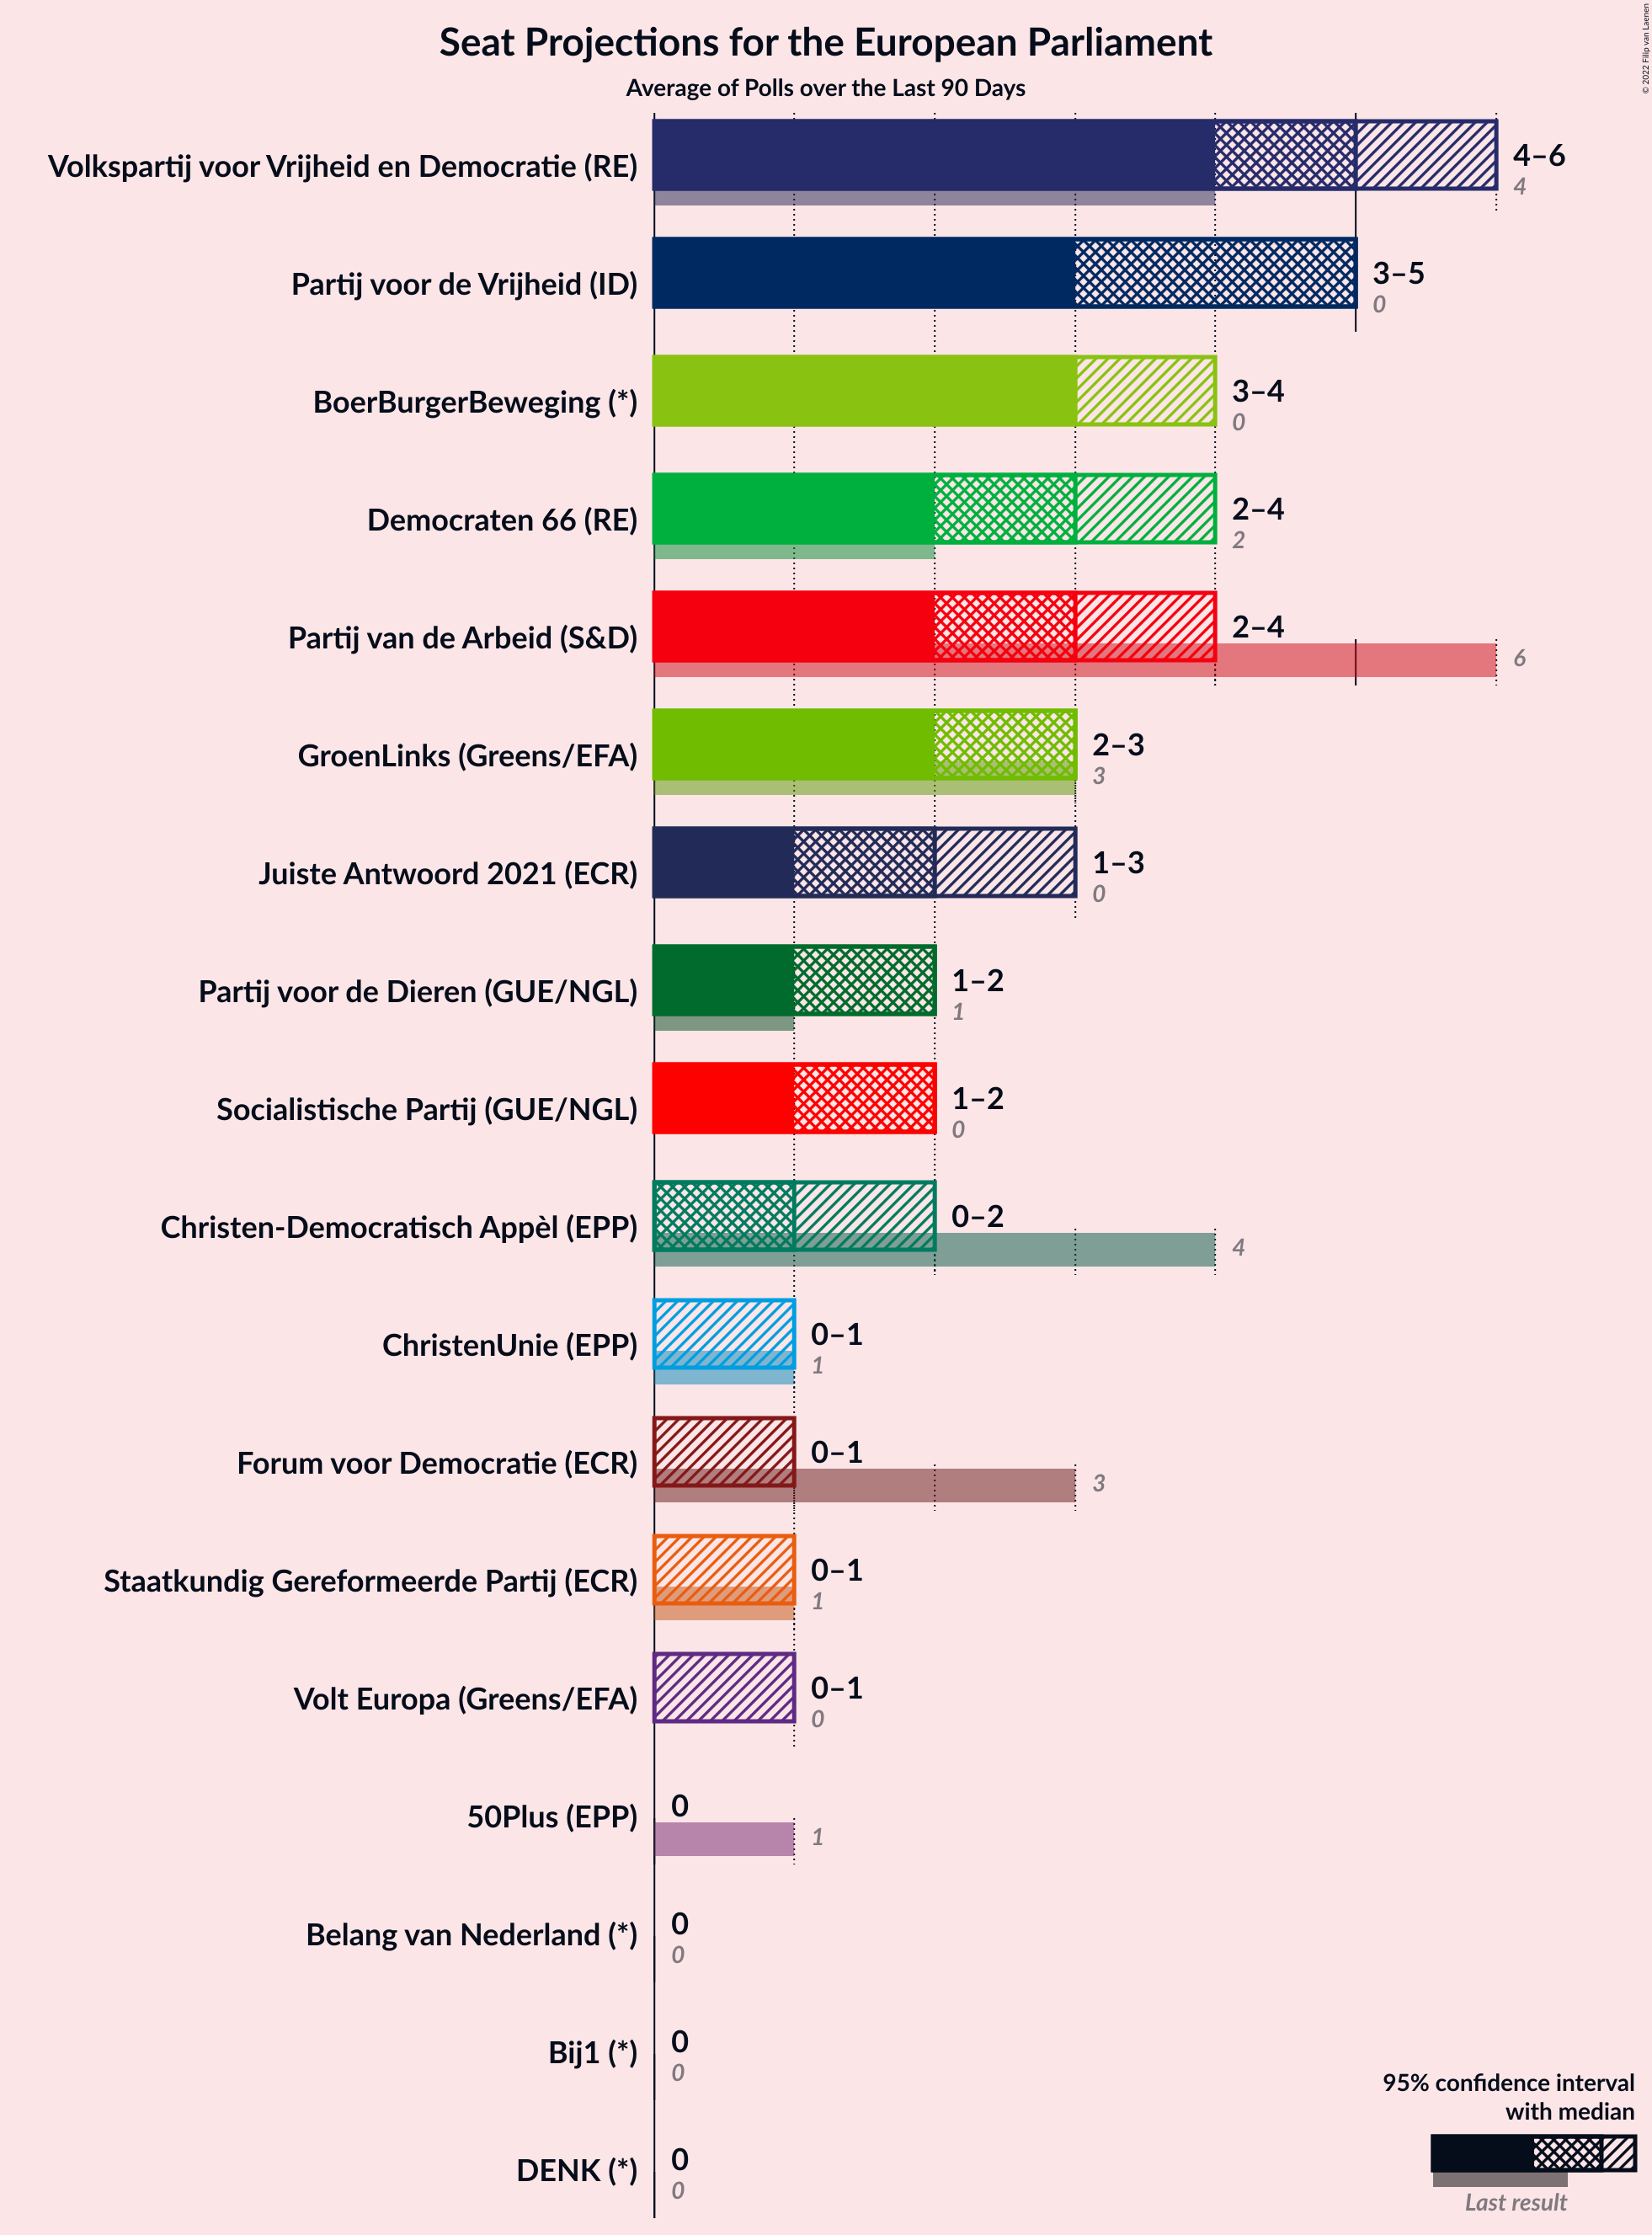 Seat Projections for the European Parliament
Average of Polls over the Last 90 Days
© 2022 Filip van Laenen
Volkspartij voor Vrijheid en Democratie (RE)
4–6
4
Partij voor de Vrijheid (ID)
3–5
0
BoerBurgerBeweging (*)
3–4
0
Democraten 66 (RE)
2–4
2
Partij van de Arbeid (S&D)
2–4
6
GroenLinks (Greens/EFA)
2–3
3
Juiste Antwoord 2021 (ECR)
1–3
0
Partij voor de Dieren (GUE/NGL)
1–2
1
Socialistische Partij (GUE/NGL)
1–2
0
Christen-Democratisch Appèl (EPP)
0–2
4
ChristenUnie (EPP)
0–1
1
Forum voor Democratie (ECR)
0–1
3
Staatkundig Gereformeerde Partij (ECR)
0–1
1
Volt Europa (Greens/EFA)
0–1
0
50Plus (EPP)
0
1
Belang van Nederland (*)
0
0
Bij1 (*)
0
0
DENK (*)
0
0
95% confidence interval
with median
Last result